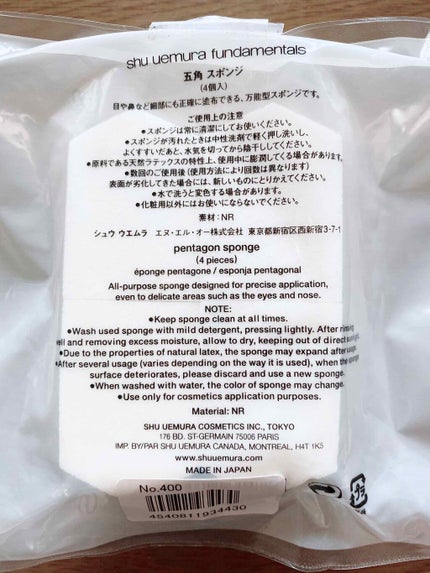 shu uemura fundamentals
五角 スポンジ
(4個入)
目や鼻など細部にも正確に塗布できる、万能型スポンジです。
ご使用上の注意
●スポンジは常に清潔にしてお使いください。
●スポンジが汚れたときは中性洗剤で軽く押し洗いし、
よくすすいだあと、水気を切ってから陰干ししてください。
●原料である天然ラテックスの特性上、使用中に膨潤してくる場合があります。
●数回のご使用後(使用方法により回数は異なります)
表面が劣化してきた場合には、新しいものにとりかえてください。
●水で洗うと変色する場合があります。
●化粧用以外にはお使いにならないでください。
素材:NR
シュウ ウエムラ エヌ・エル・オー株式会社 東京都新宿区西新宿3-7-1
pentagon sponge
(4 pieces)
éponge pentagone / esponja pentagonal
All-purpose sponge designed for precise application,
even to delicate areas such as the eyes and nose.
NOTE:
●Keep sponge clean at all times.
●Wash used sponge with mild detergent, pressing lightly. After rinsing
well and removing excess moisture, allow to dry, keeping out of direct sunlight.
●Due to the properties of natural latex, the sponge may expand after usage.
●After several usage (varies depending on the way it is used), when the sponge
surface deteriorates, please discard and use a new sponge.
●When washed with water, the color of sponge may change.
●Use only for cosmetics application purposes.
Material: NR
SHU UEMURA COSMETICS INC., TOKYO
176 BD. ST-GERMAIN 75006 PARIS
IMP. BY/PAR SHU UEMURA CANADA, MONTREAL, H4T 1K5
www.shuuemura.com
MADE IN JAPAN
No.400
4540811934430
プラ